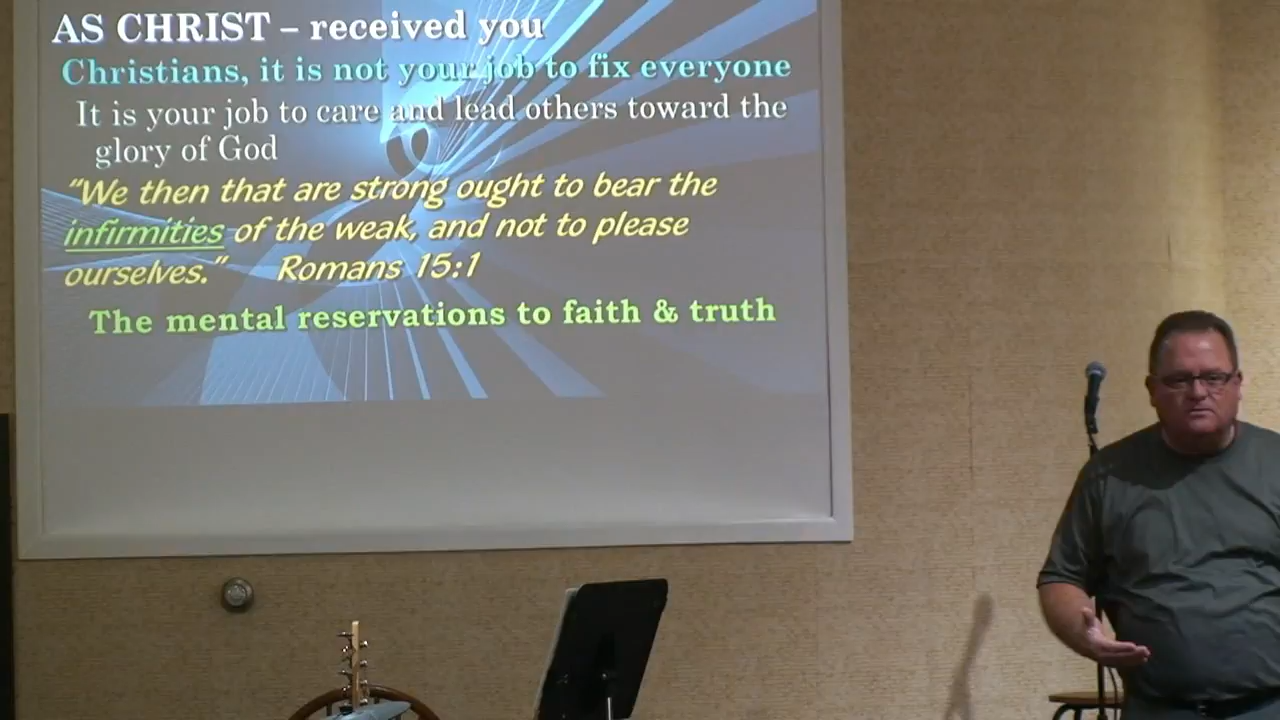 AS CHRIST – received you
Christians, it is not your job to fix everyone
It is your job to care and lead others toward the
glory of God
“We then that are strong ought to bear the
infirmities of the weak, and not to please
ourselves.” Romans 15:1
The mental reservations to faith & truth